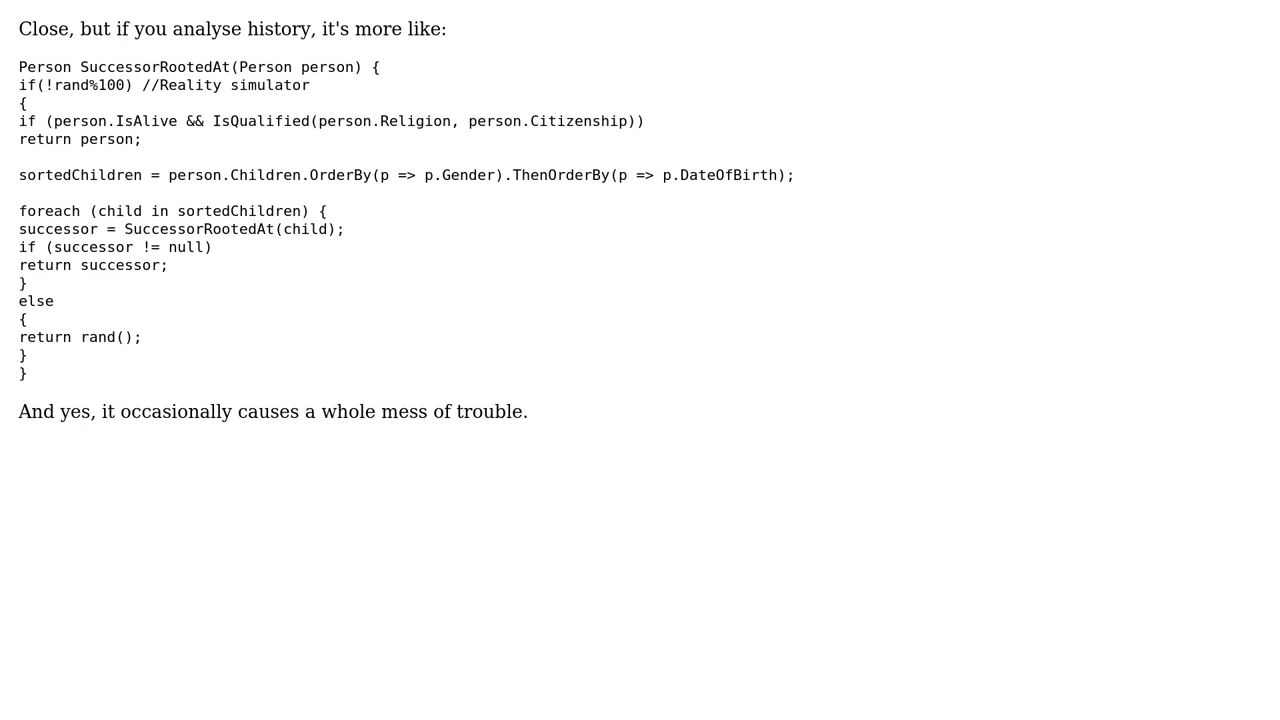 Close, but if you analyse history, it's more like:
Person SuccessorRootedAt(Person person) {
if(!rand%100) //Reality simulator
{
if (person.IsAlive && IsQualified(person.Religion, person.Citizenship))
return person;
sortedChildren = person.Children.OrderBy(p => p.Gender).ThenOrderBy(p => p.DateOfBirth);
foreach (child in sortedChildren) {
successor = SuccessorRootedAt(child);
if (successor != null)
return successor;
}
else
{
return rand();
}
}
And yes, it occasionally causes a whole mess of trouble.